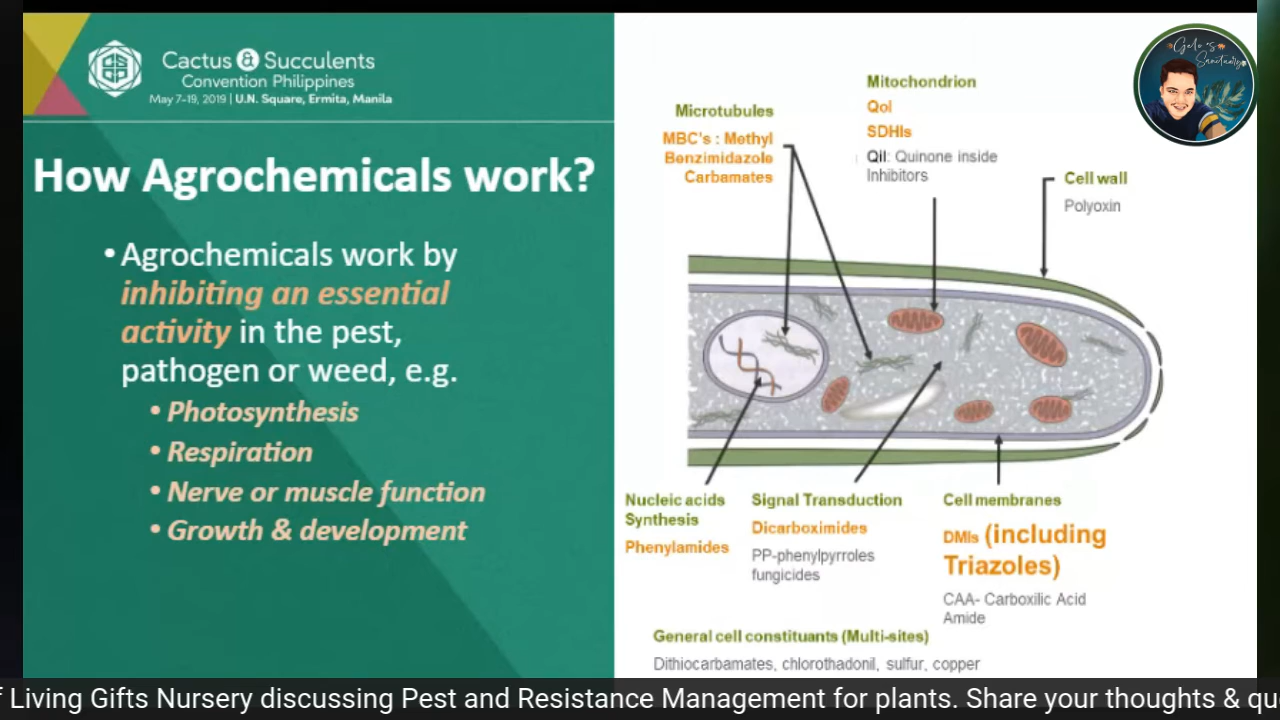 Cactus & Succulents
Convention Philippines
May 7-19, 2019 | U.N. Square, Ermita, Manila
How Agrochemicals work?
• Agrochemicals work by
inhibiting an essential
activity in the pest,
pathogen or weed, e.g.
• Photosynthesis
• Respiration
• Nerve or muscle function
• Growth & development
Microtubules
MBC's : Methyl
Benzimidazole
Carbamates
Mitochondrion
QoI
SDHIs
QiI: Quinone inside
Inhibitors
Cell wall
Polyoxin
Nucleic acids
Synthesis
Phenylamides
Signal Transduction
Dicarboximides
PP-phenylpyrroles
fungicides
Cell membranes
DMIs (including
Triazoles)
CAA- Carboxilic Acid
Amide
General cell constituants (Multi-sites)
Dithiocarbamates, chlorothadonil, sulfur, copper
Gelo's
Sanctuary
f Living Gifts Nursery discussing Pest and Resistance Management for plants. Share your thoughts & qu